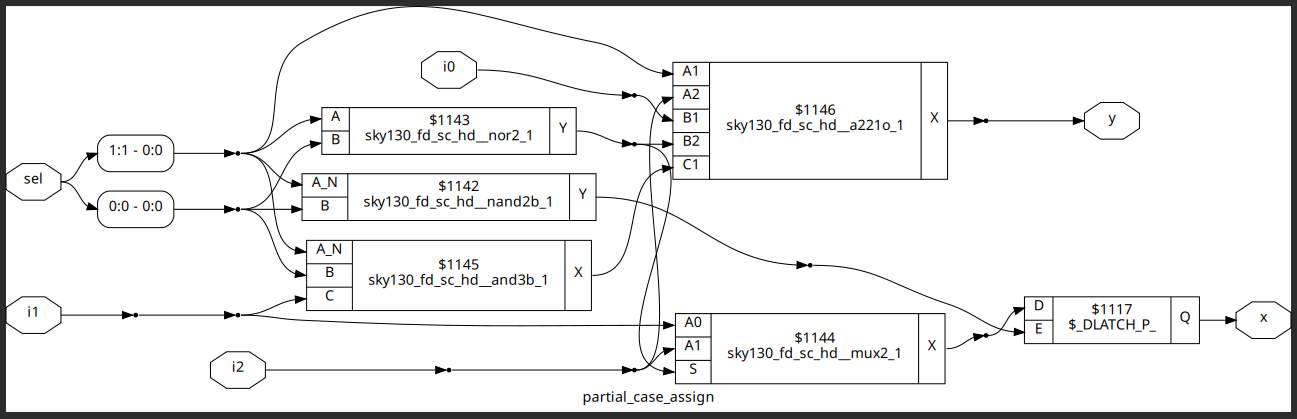 sel
1:1 - 0:0
0:0 - 0:0
i1
i2
i0
A
B
$1143
sky130_fd_sc_hd__nor2_1
Y
A_N
B
$1142
sky130_fd_sc_hd__nand2b_1
Y
A_N
B
C
$1145
sky130_fd_sc_hd__and3b_1
X
A1
A2
B1
B2
C1
$1146
sky130_fd_sc_hd__a221o_1
X
y
A0
A1
S
$1144
sky130_fd_sc_hd__mux2_1
X
D
E
$1117
$_DLATCH_P_
Q
x
partial_case_assign